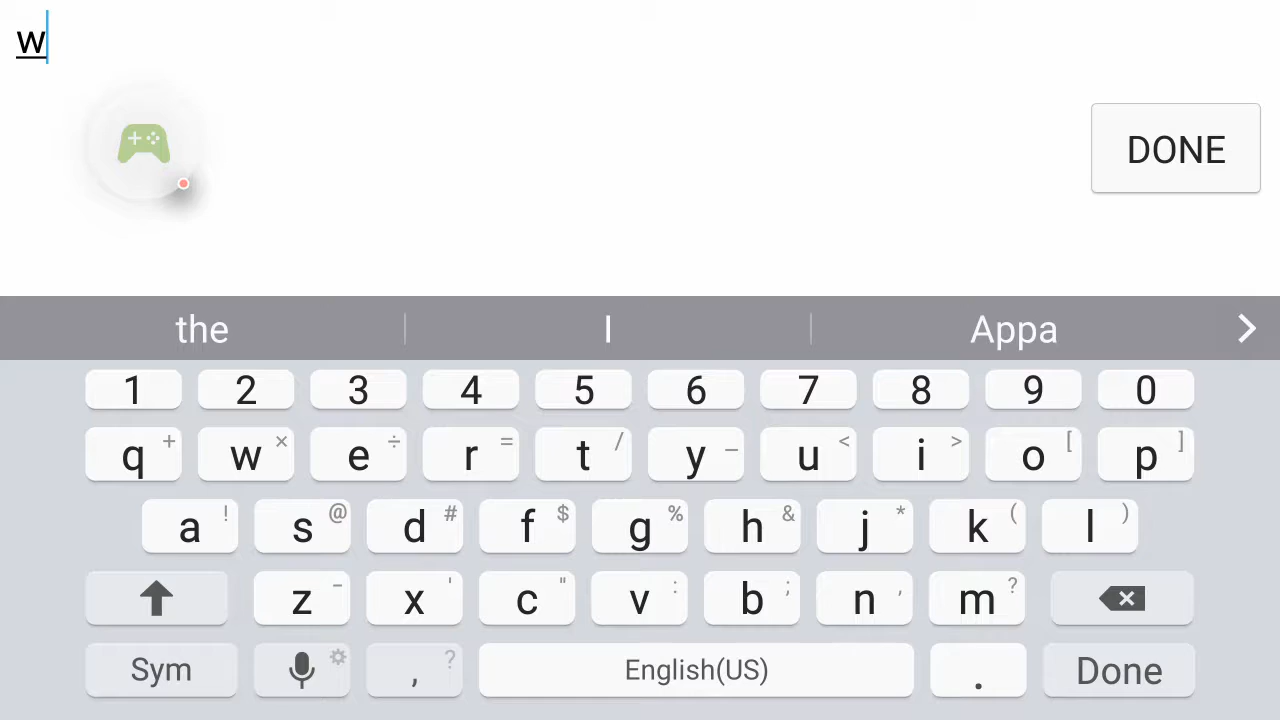 w
DONE
the I Appa
1 2 3 4 5 6 7 8 9 0
q + w × e ÷ r = t / y _ u < i > o [ p ]
a ! s @ d # f $ g % h & j * k ( l )
z - x ' c " v : b ; n , m ?
Sym , ? English(US) . Done